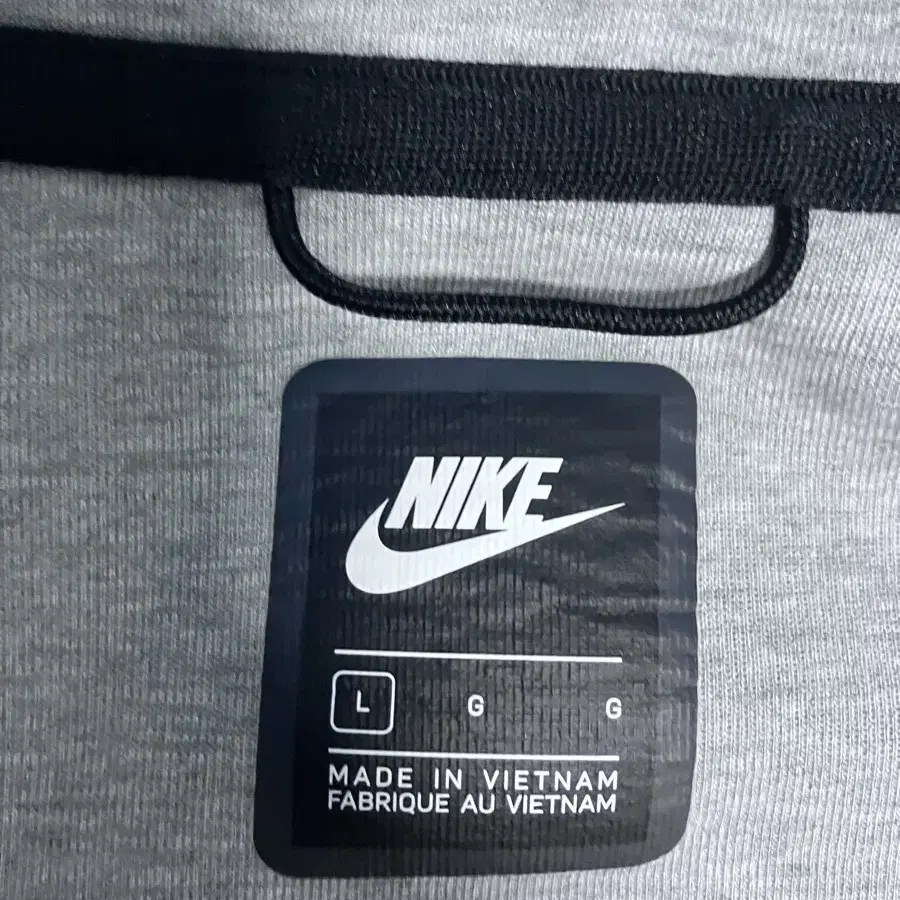 NIKE
L G G
MADE IN VIETNAM
FABRIQUE AU VIETNAM